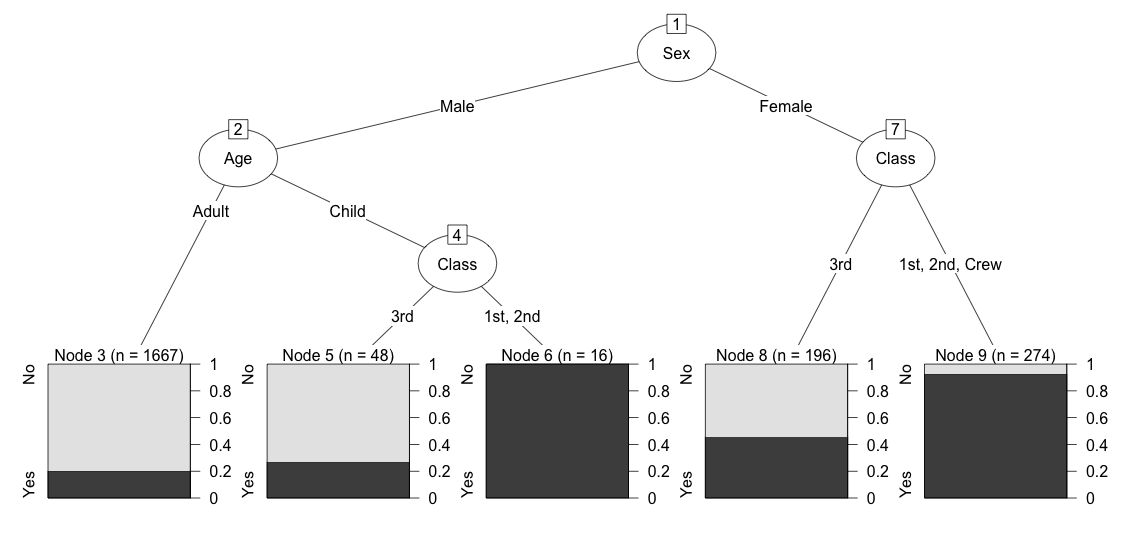 1
Sex
Male
Female
2
Age
7
Class
Adult
Child
4
Class
3rd
1st, 2nd, Crew
3rd
1st, 2nd
Node 3 (n = 1667)
No
Yes
1
0.8
0.6
0.4
0.2
0
Node 5 (n = 48)
No
Yes
1
0.8
0.6
0.4
0.2
0
Node 6 (n = 16)
No
Yes
1
0.8
0.6
0.4
0.2
0
Node 8 (n = 196)
No
Yes
1
0.8
0.6
0.4
0.2
0
Node 9 (n = 274)
No
Yes
1
0.8
0.6
0.4
0.2
0